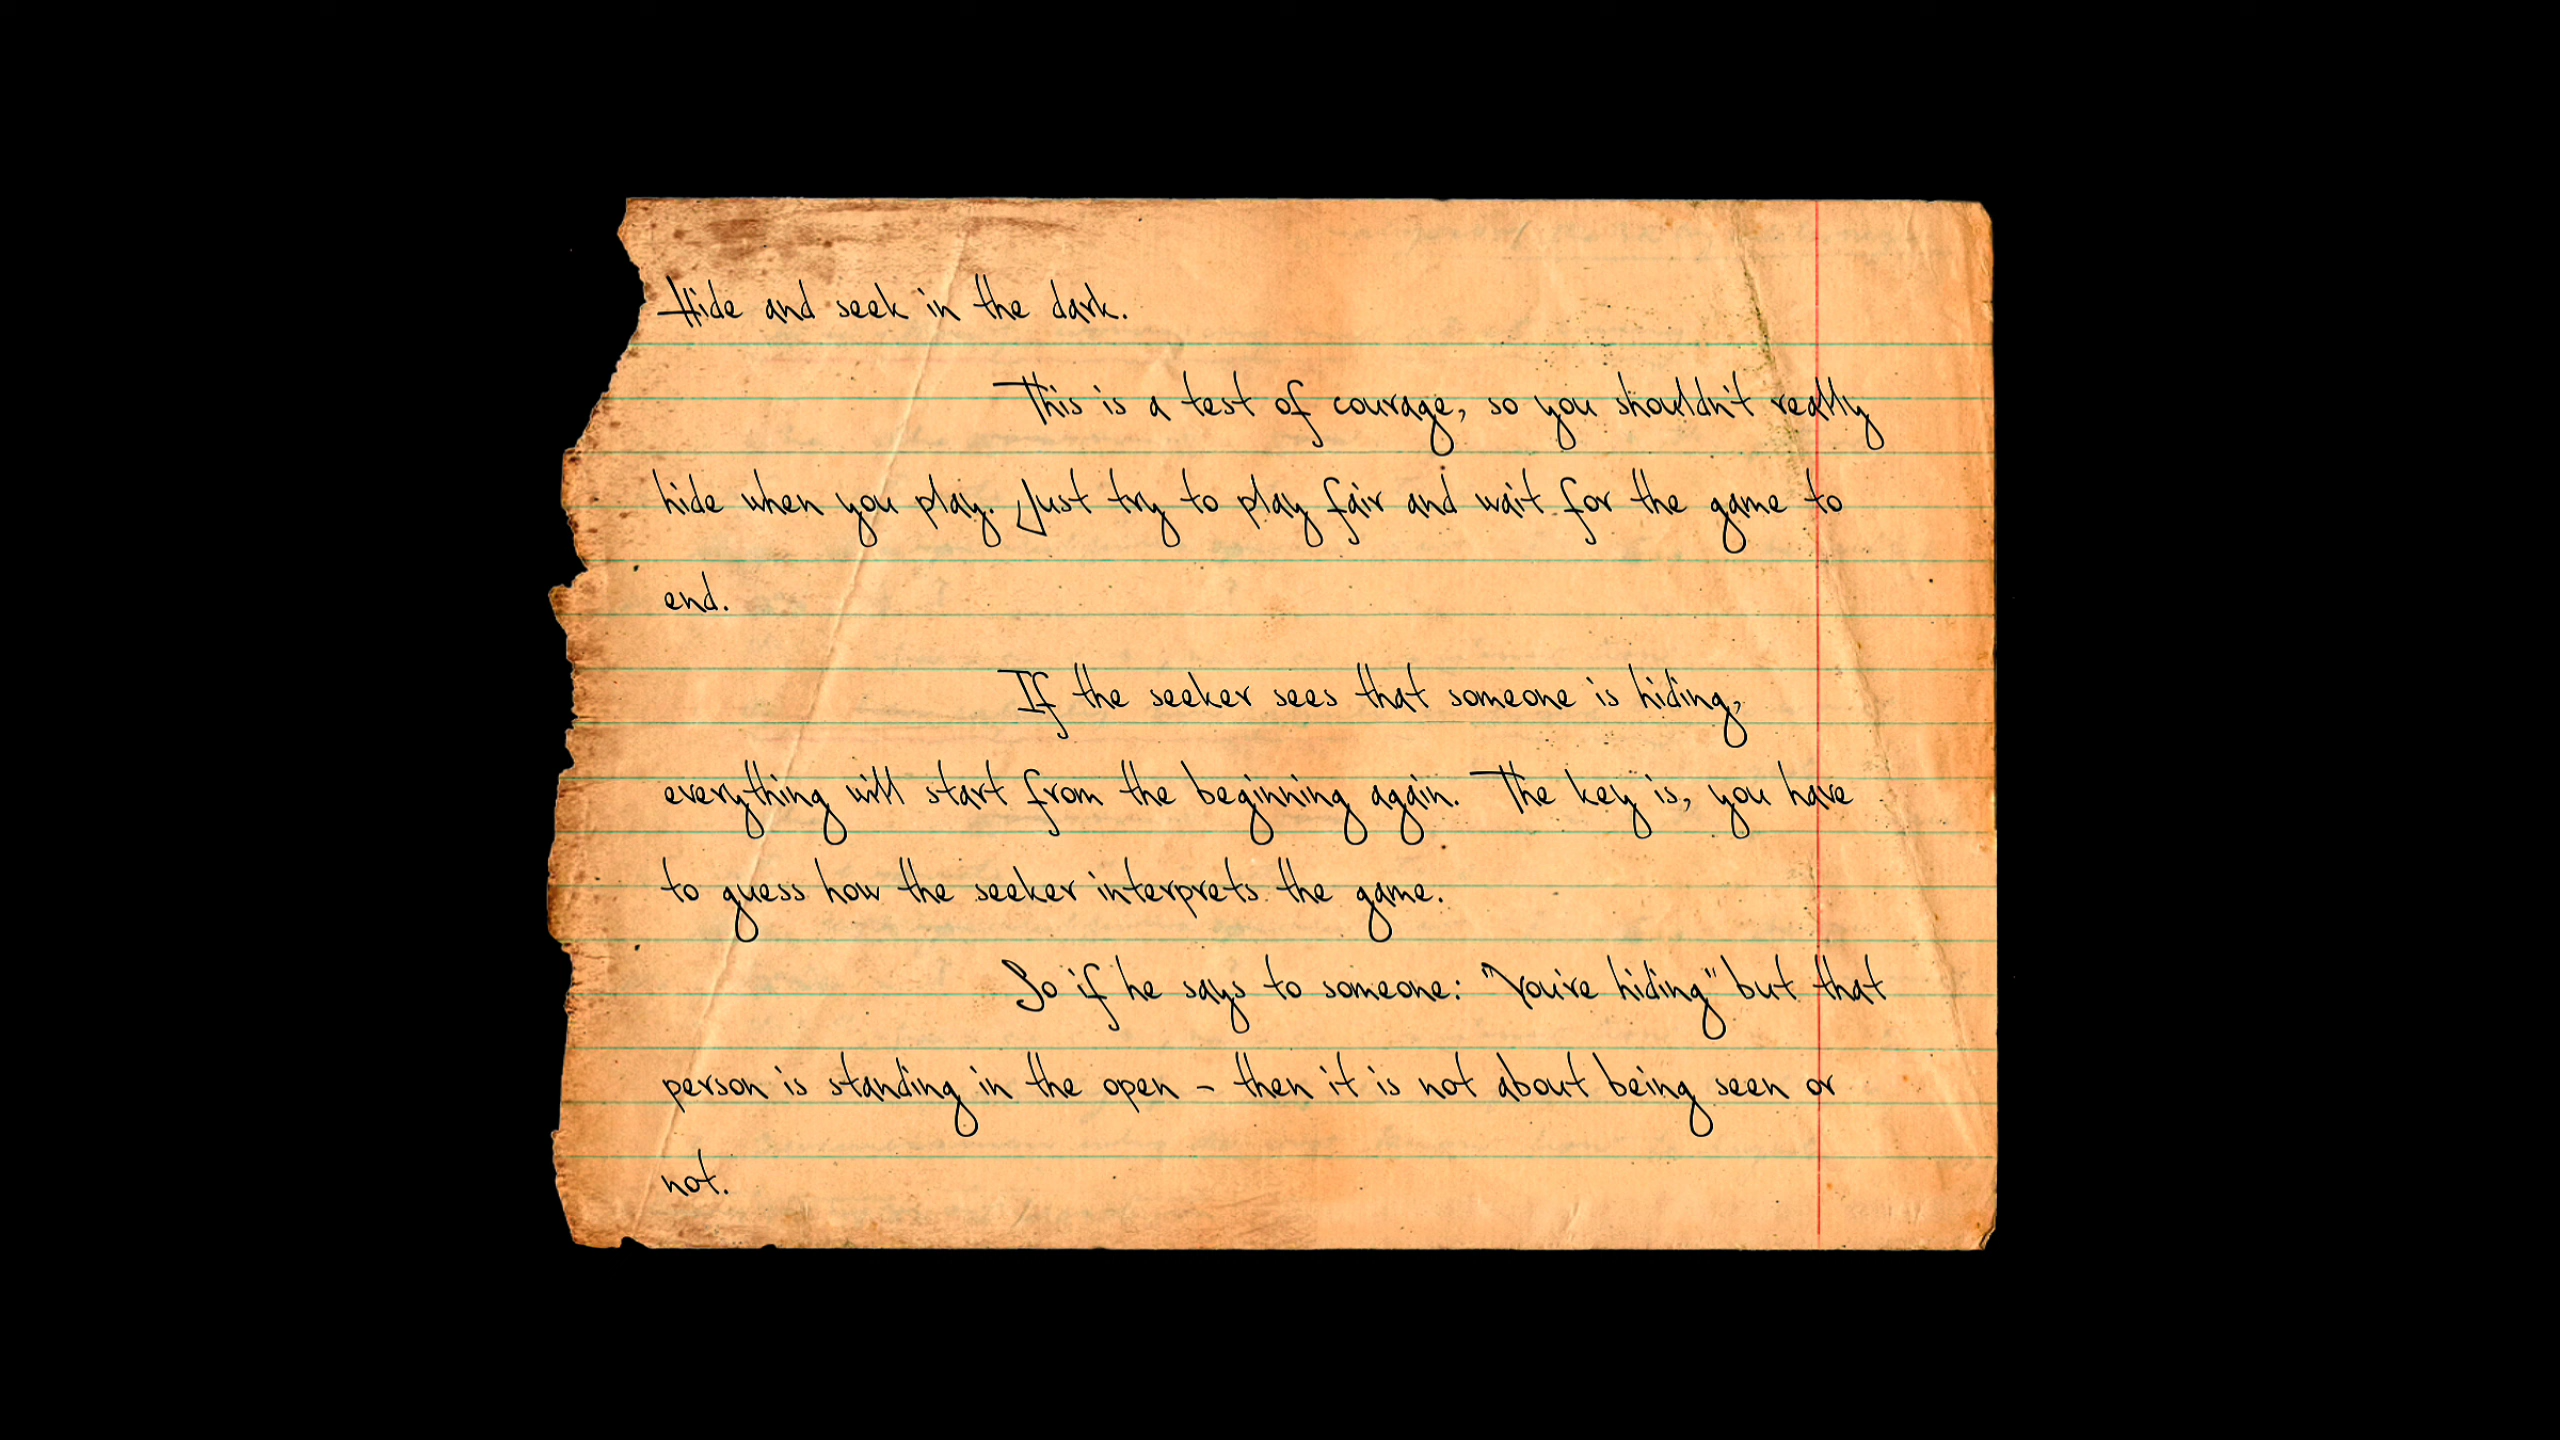 Hide and seek in the dark.
This is a test of courage, so you shouldn't really
hide when you play. Just try to play fair and wait for the game to
end.
If the seeker sees that someone is hiding,
everything will start from the beginning again. The key is, you have
to guess how the seeker interprets the game.
So if he says to someone: "You're hiding" but that
person is standing in the open - then it is not about being seen or
not.